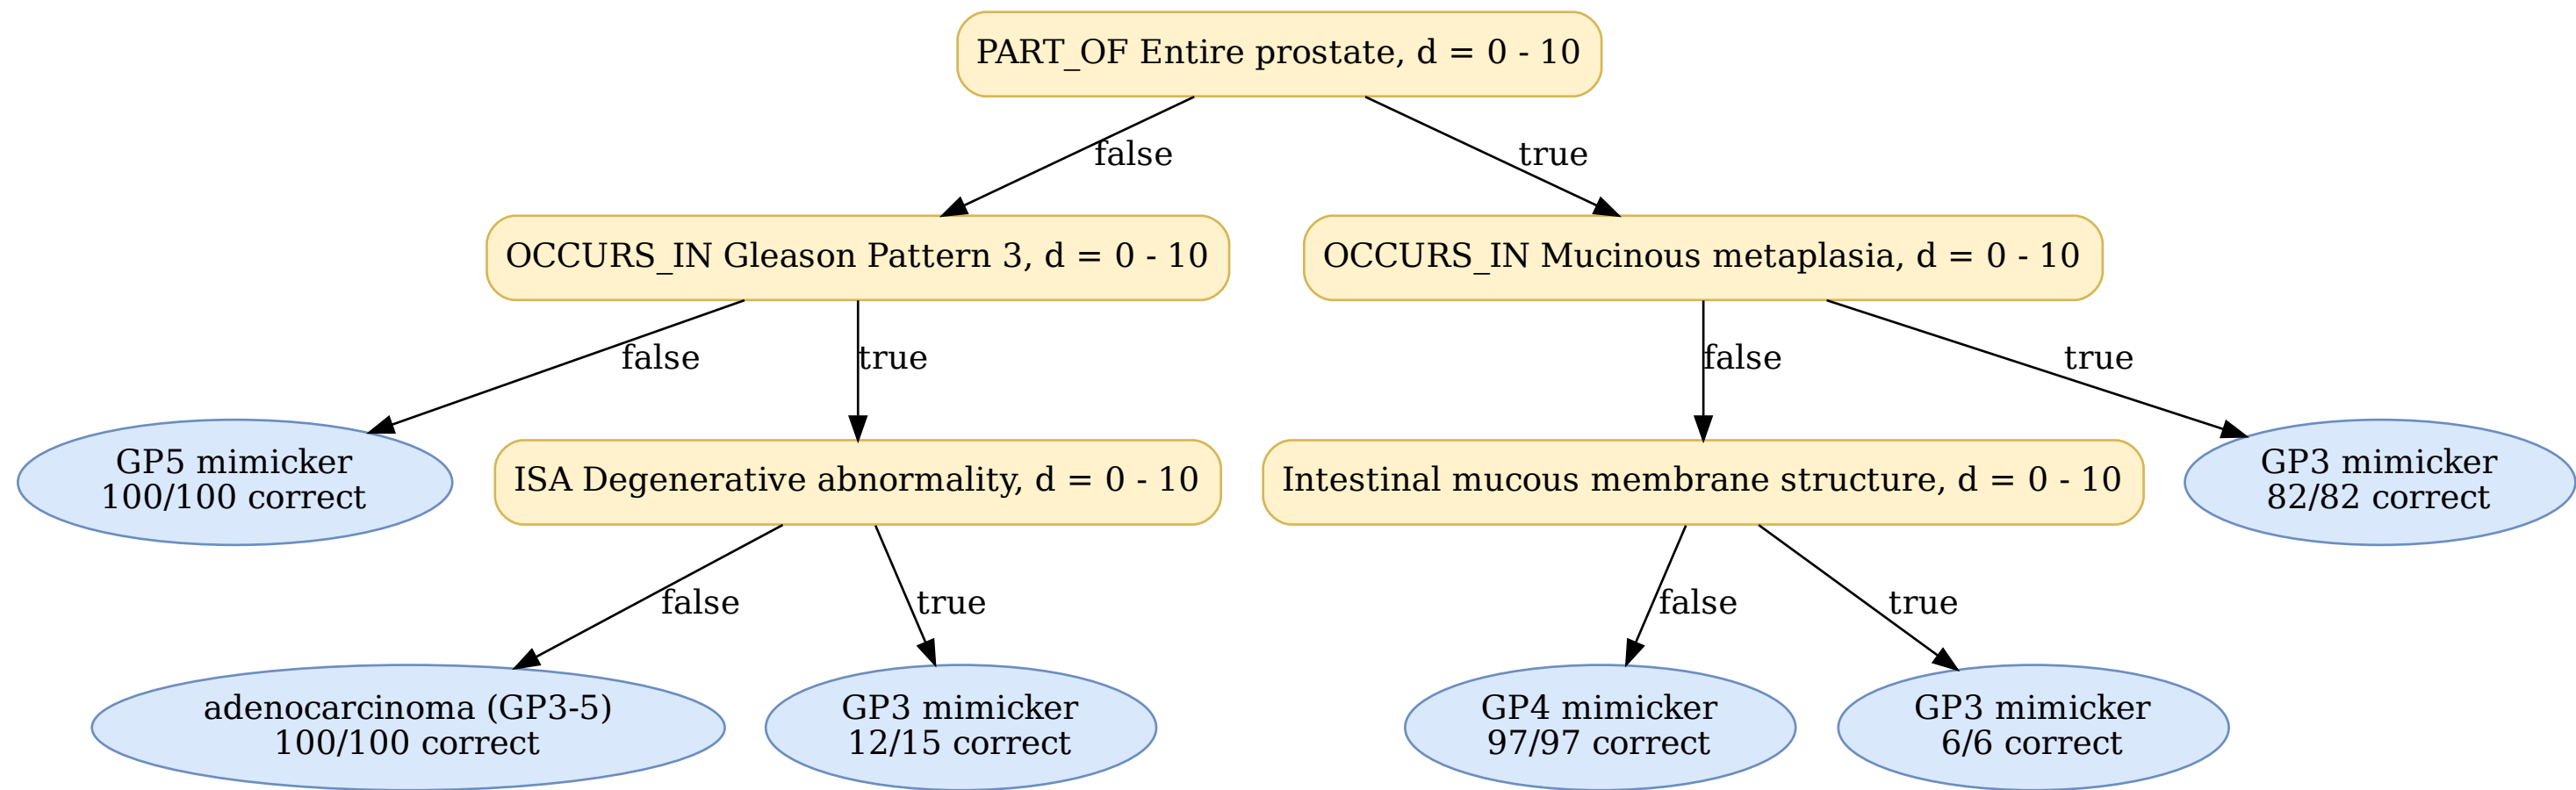 PART_OF Entire prostate, d = 0 - 10
false
true
OCCURS_IN Gleason Pattern 3, d = 0 - 10
OCCURS_IN Mucinous metaplasia, d = 0 - 10
false
true
false
true
GP5 mimicker
100/100 correct
ISA Degenerative abnormality, d = 0 - 10
Intestinal mucous membrane structure, d = 0 - 10
GP3 mimicker
82/82 correct
false
true
false
true
adenocarcinoma (GP3-5)
100/100 correct
GP3 mimicker
12/15 correct
GP4 mimicker
97/97 correct
GP3 mimicker
6/6 correct